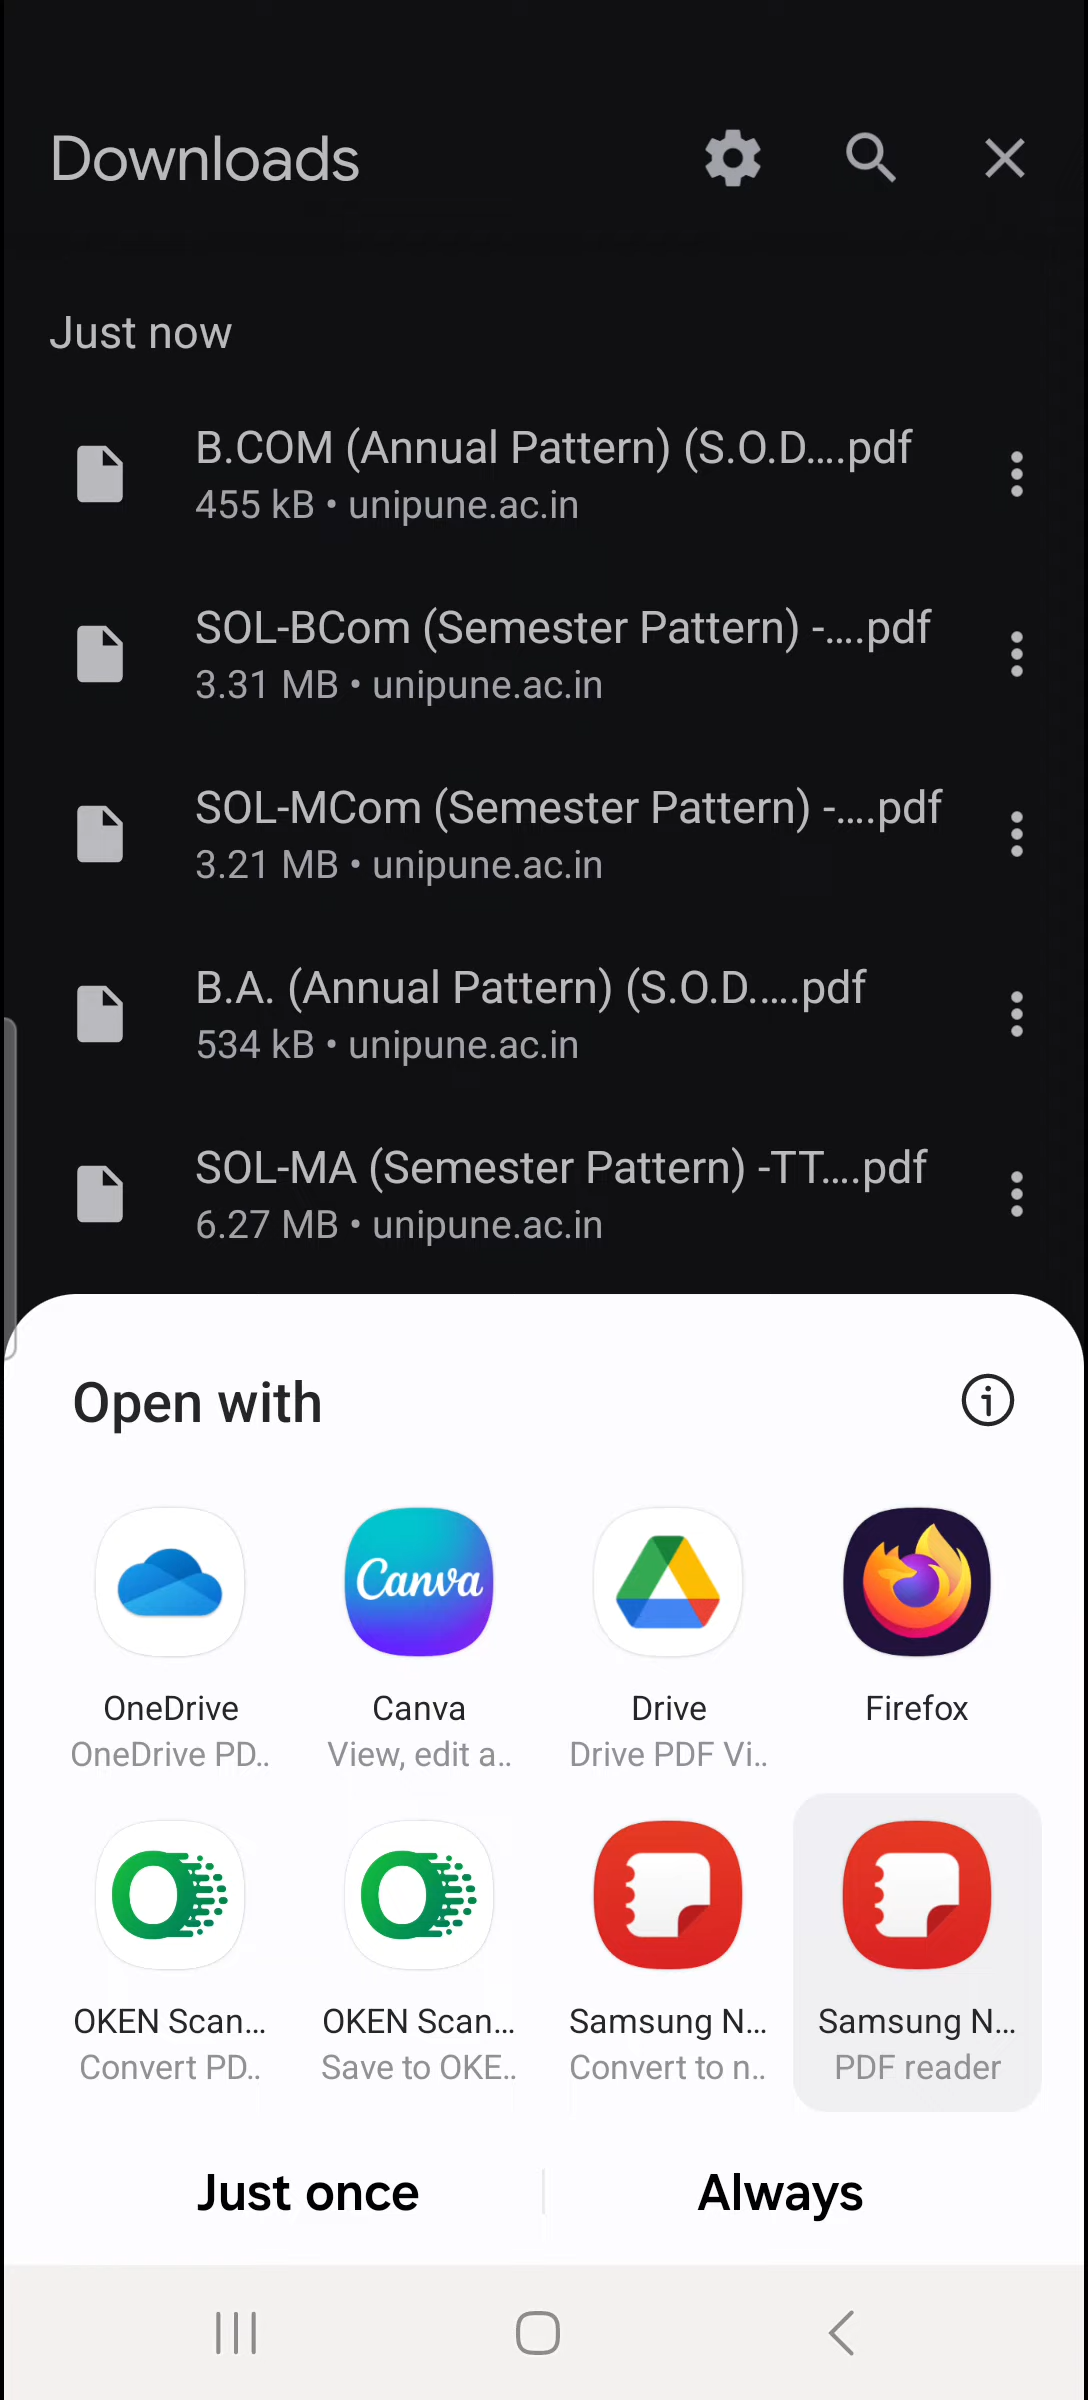 Downloads
Just now
B.COM (Annual Pattern) (S.O.D....pdf
455 kB • unipune.ac.in
SOL-BCom (Semester Pattern) -....pdf
3.31 MB • unipune.ac.in
SOL-MCom (Semester Pattern) -....pdf
3.21 MB • unipune.ac.in
B.A. (Annual Pattern) (S.O.D.....pdf
534 kB • unipune.ac.in
SOL-MA (Semester Pattern) -TT....pdf
6.27 MB • unipune.ac.in
Open with
Canva
OneDrive Canva Drive Firefox
OneDrive PD.. View, edit a.. Drive PDF Vi..
OKEN Scan... OKEN Scan... Samsung N... Samsung N...
Convert PD.. Save to OKE.. Convert to n.. PDF reader
Just once Always